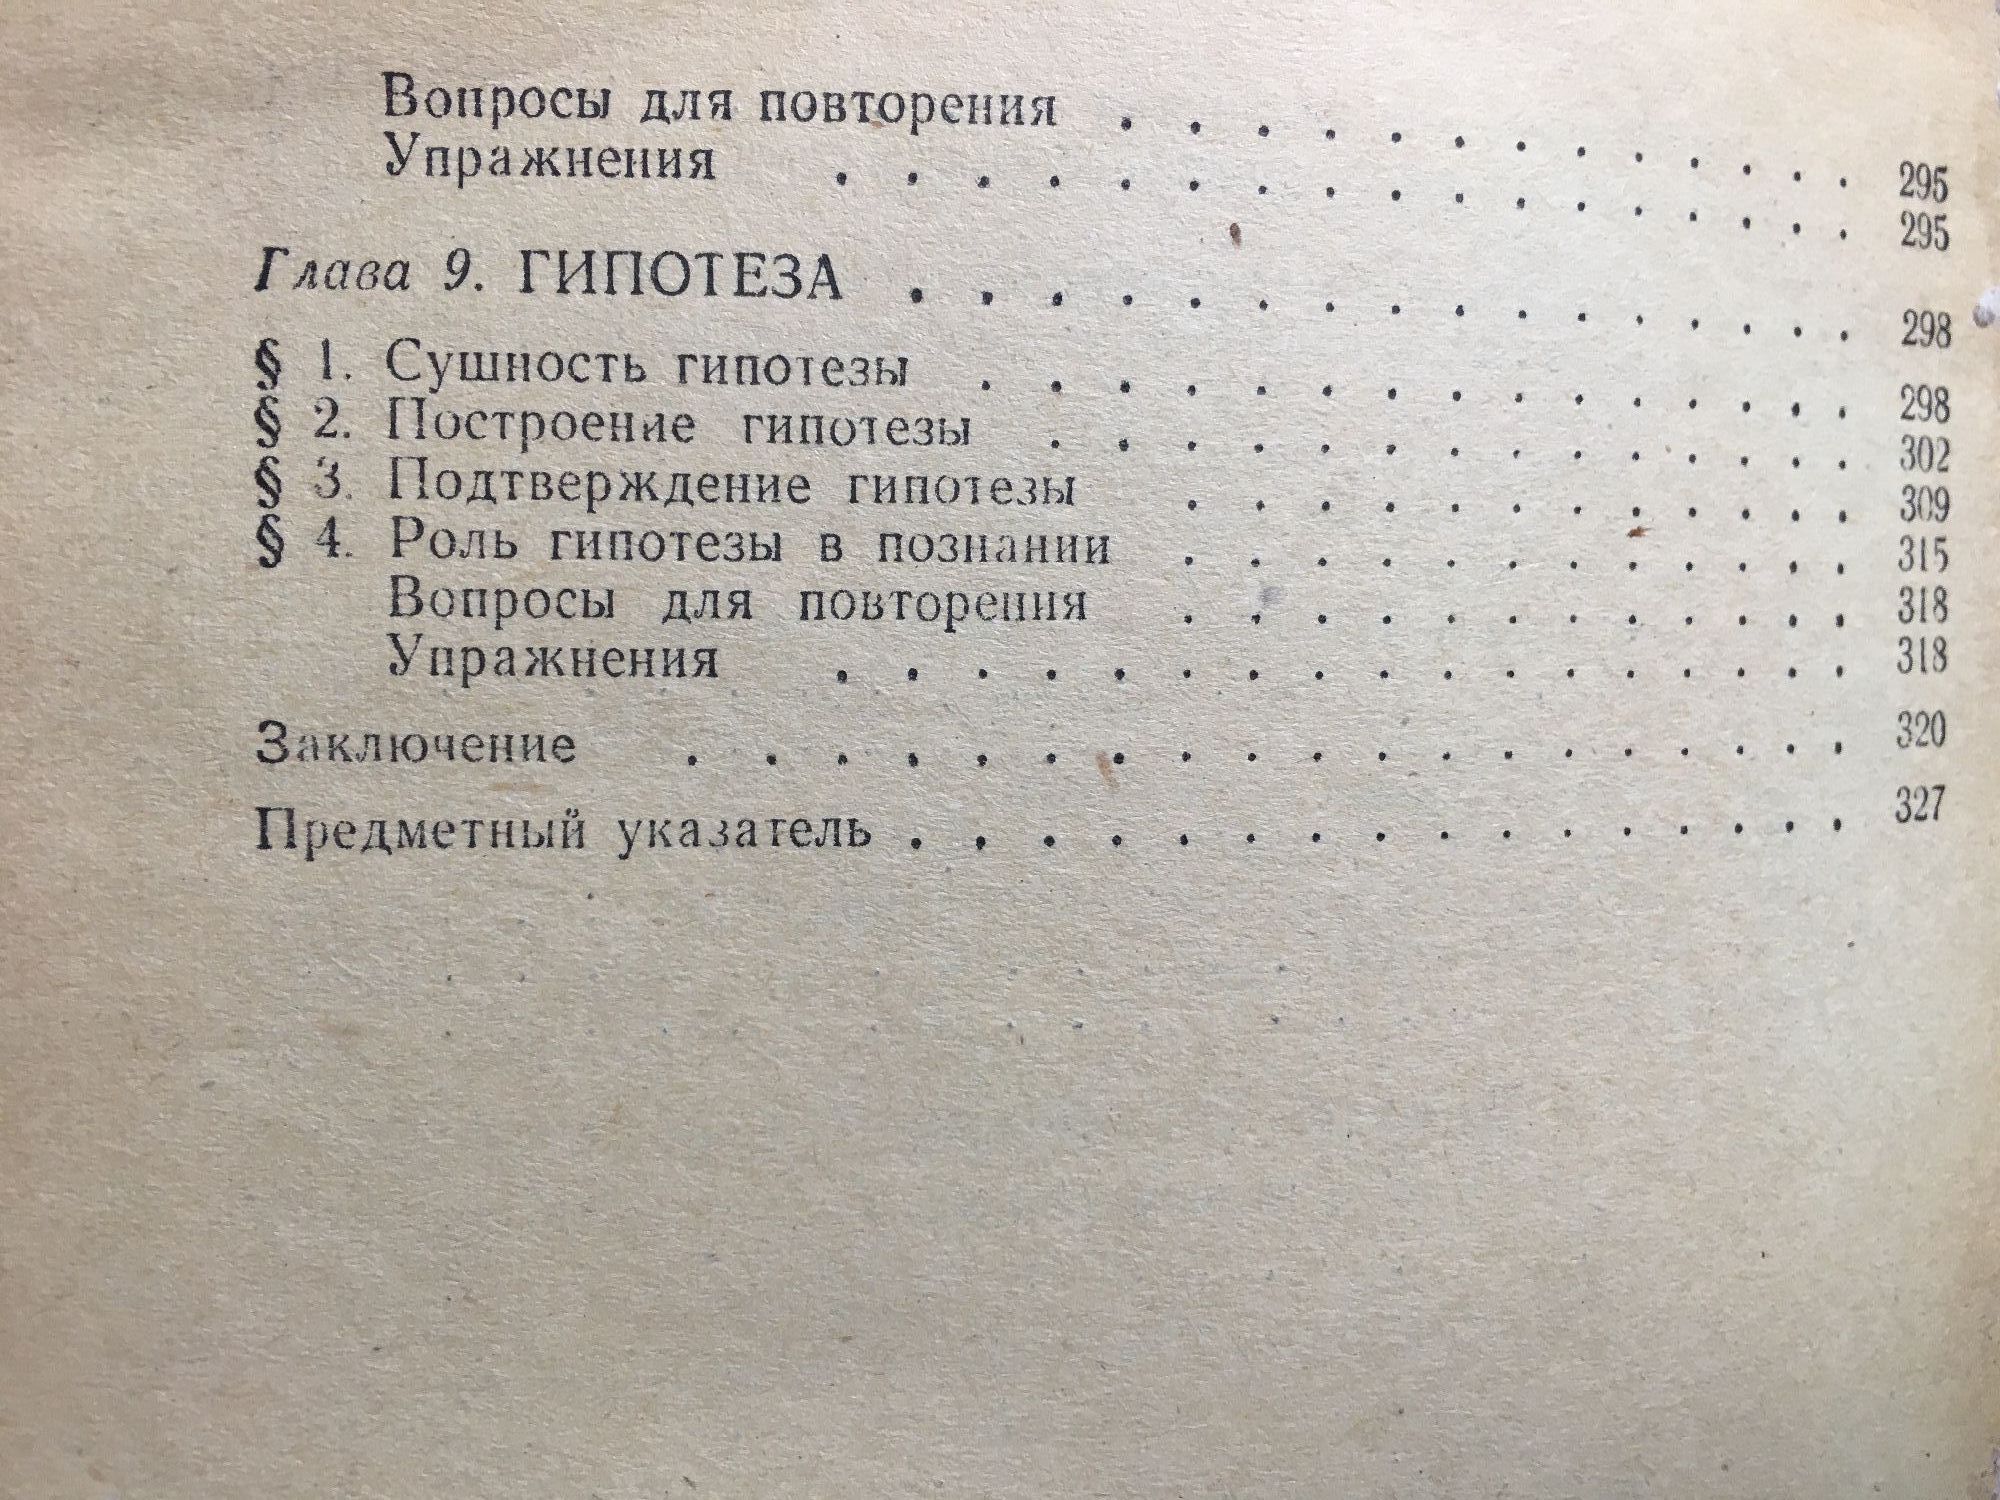 Вопросы для повторения . . . . . . . . . . . . 295
Упражнения . . . . . . . . . . . . . . . . 295
Глава 9. ГИПОТЕЗА . . . . . . . . . . . . . . . 298
§ 1. Сущность гипотезы . . . . . . . . . . . . . . 298
§ 2. Построение гипотезы . . . . . . . . . . . . . 302
§ 3. Подтверждение гипотезы . . . . . . . . . . . 309
§ 4. Роль гипотезы в познании . . . . . . . . . . . 315
Вопросы для повторения . . . . . . . . . . . 318
Упражнения . . . . . . . . . . . . . . . . 318
Заключение . . . . . . . . . . . . . . . . . . 320
Предметный указатель . . . . . . . . . . . . . . . 327